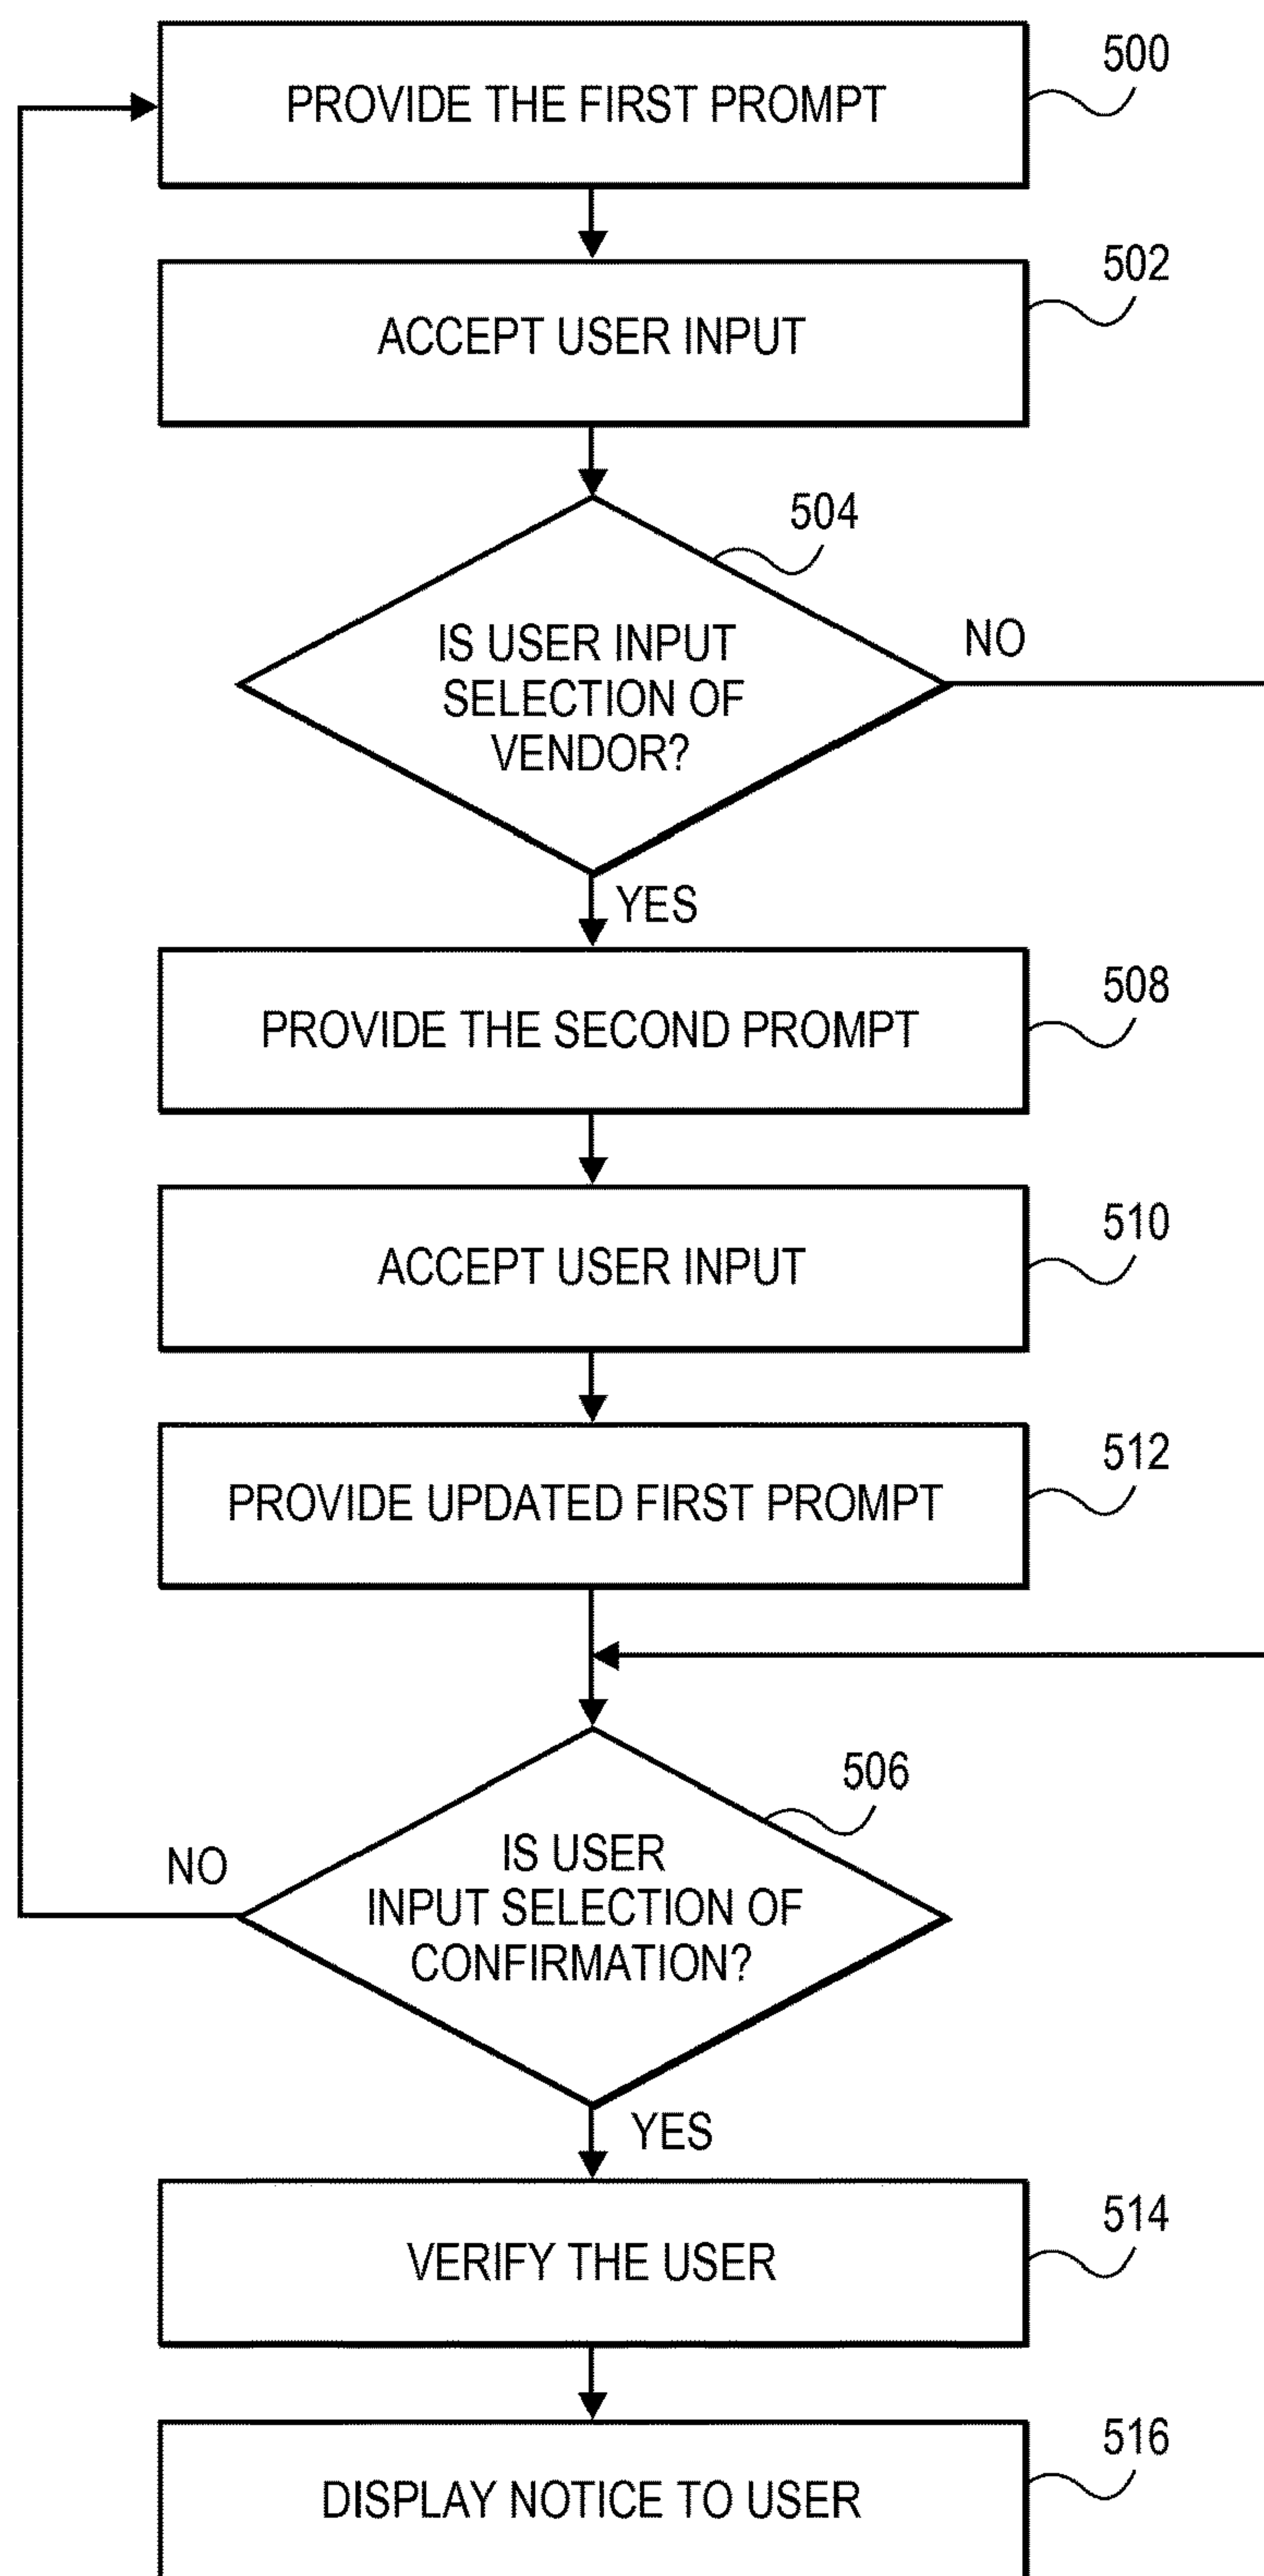 PROVIDE THE FIRST PROMPT
500
ACCEPT USER INPUT
502
504
IS USER INPUT
SELECTION OF
VENDOR?
NO
YES
PROVIDE THE SECOND PROMPT
508
ACCEPT USER INPUT
510
PROVIDE UPDATED FIRST PROMPT
512
506
IS USER
INPUT SELECTION OF
CONFIRMATION?
NO
YES
VERIFY THE USER
514
DISPLAY NOTICE TO USER
516